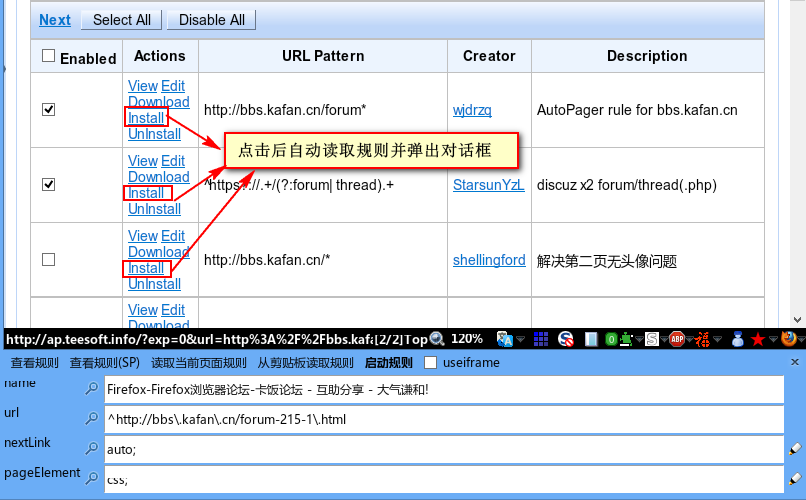 Next Select All Disable All
Enabled Actions URL Pattern Creator Description
View Edit
Download
Install
UnInstall
http://bbs.kafan.cn/forum*
wjdrzq
AutoPager rule for bbs.kafan.cn
点击后自动读取规则并弹出对话框
View Edit
Download
Install
UnInstall
^https?://.+/(?:forum| thread).+
StarsunYzL
discuz x2 forum/thread(.php)
View Edit
Download
Install
UnInstall
http://bbs.kafan.cn/*
shellingford
解决第二页无头像问题
View Edit
Download
http://ap.teesoft.info/?exp=0&url=http%3A%2F%2Fbbs.kaf [2/2]Top 120%
查看规则 查看规则(SP) 读取当前页面规则 从剪贴板读取规则 启动规则 useiframe
name Firefox-Firefox浏览器论坛-卡饭论坛 - 互助分享 - 大气谦和!
url ^http://bbs\.kafan\.cn/forum-215-1\.html
nextLink auto;
pageElement css;